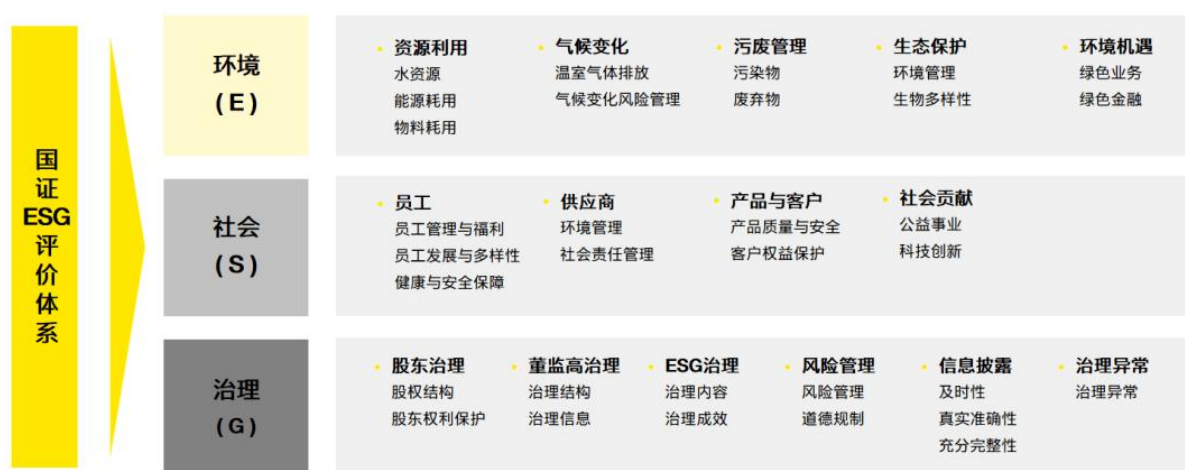 国证ESG评价体系
环境
(E)
资源利用
水资源
能源耗用
物料耗用
气候变化
温室气体排放
气候变化风险管理
污废管理
污染物
废弃物
生态保护
环境管理
生物多样性
环境机遇
绿色业务
绿色金融
社会
(S)
员工
员工管理与福利
员工发展与多样性
健康与安全保障
供应商
环境管理
社会责任管理
产品与客户
产品质量与安全
客户权益保护
社会贡献
公益事业
科技创新
治理
(G)
股东治理
股权结构
股东权利保护
董监高治理
治理结构
治理信息
ESG治理
治理内容
治理成效
风险管理
风险管理
道德规制
信息披露
及时性
真实准确性
充分完整性
治理异常
治理异常